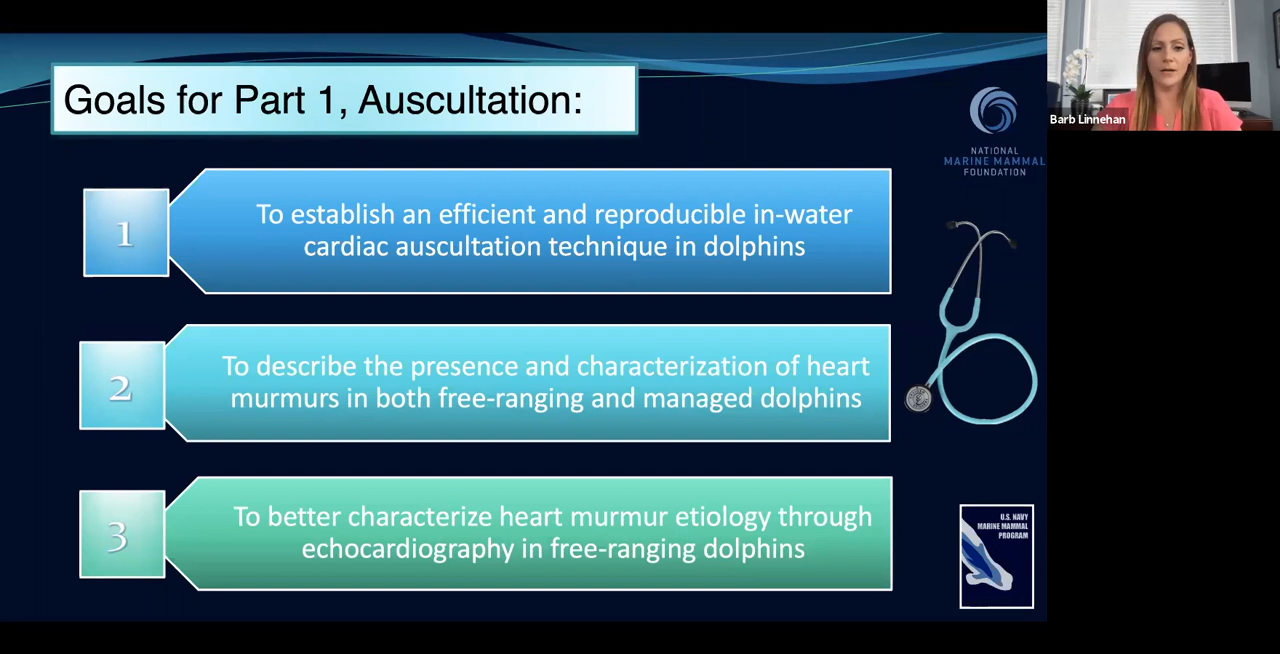 Goals for Part 1, Auscultation:
Barb Linnehan
NATIONAL
MARINE MAMMAL
FOUNDATION
1
To establish an efficient and reproducible in-water
cardiac auscultation technique in dolphins
2
To describe the presence and characterization of heart
murmurs in both free-ranging and managed dolphins
3
To better characterize heart murmur etiology through
echocardiography in free-ranging dolphins
U.S. NAVY
MARINE MAMMAL
PROGRAM